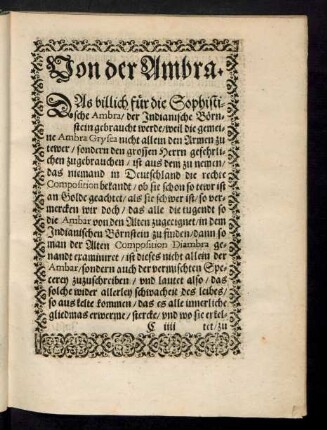 Von der Ambra.
DAs billich für die Sophisti-
sche Ambra/ der Indianische Börn-
stein gebraucht werde/ weil die gemei-
ne Ambra Grysea nicht allein den Armen zu
tewer/ sondern den grossen Herrn gefehrli-
chen zugebrauchen/ ist aus dem zu nemen/
das niemand in Deutschland die rechte
Composition bekandt/ ob sie schon so tewr ist
an Golde geachtet/ als sie schwer ist/ so ver-
mercken wir doch/ das alle die tugendt so
die Ambar von den Alten zugeeignet/ in dem
Indianischen Börnstein zu finden/ dann so
man der Alten Composition Diambra ge-
nandt examiniret/ ist dieses nicht allein der
Ambar/ sondern auch der vermischten Spe-
cerey zuzuschreiben/ vnd lautet also/ das
solche wider allerley schwacheit des leibes/
so aus kelte kommen/ das es alle innerliche
gliedmas erwerme/ stercke/ vnd wo sie erkel-
C iiii tet/ zu